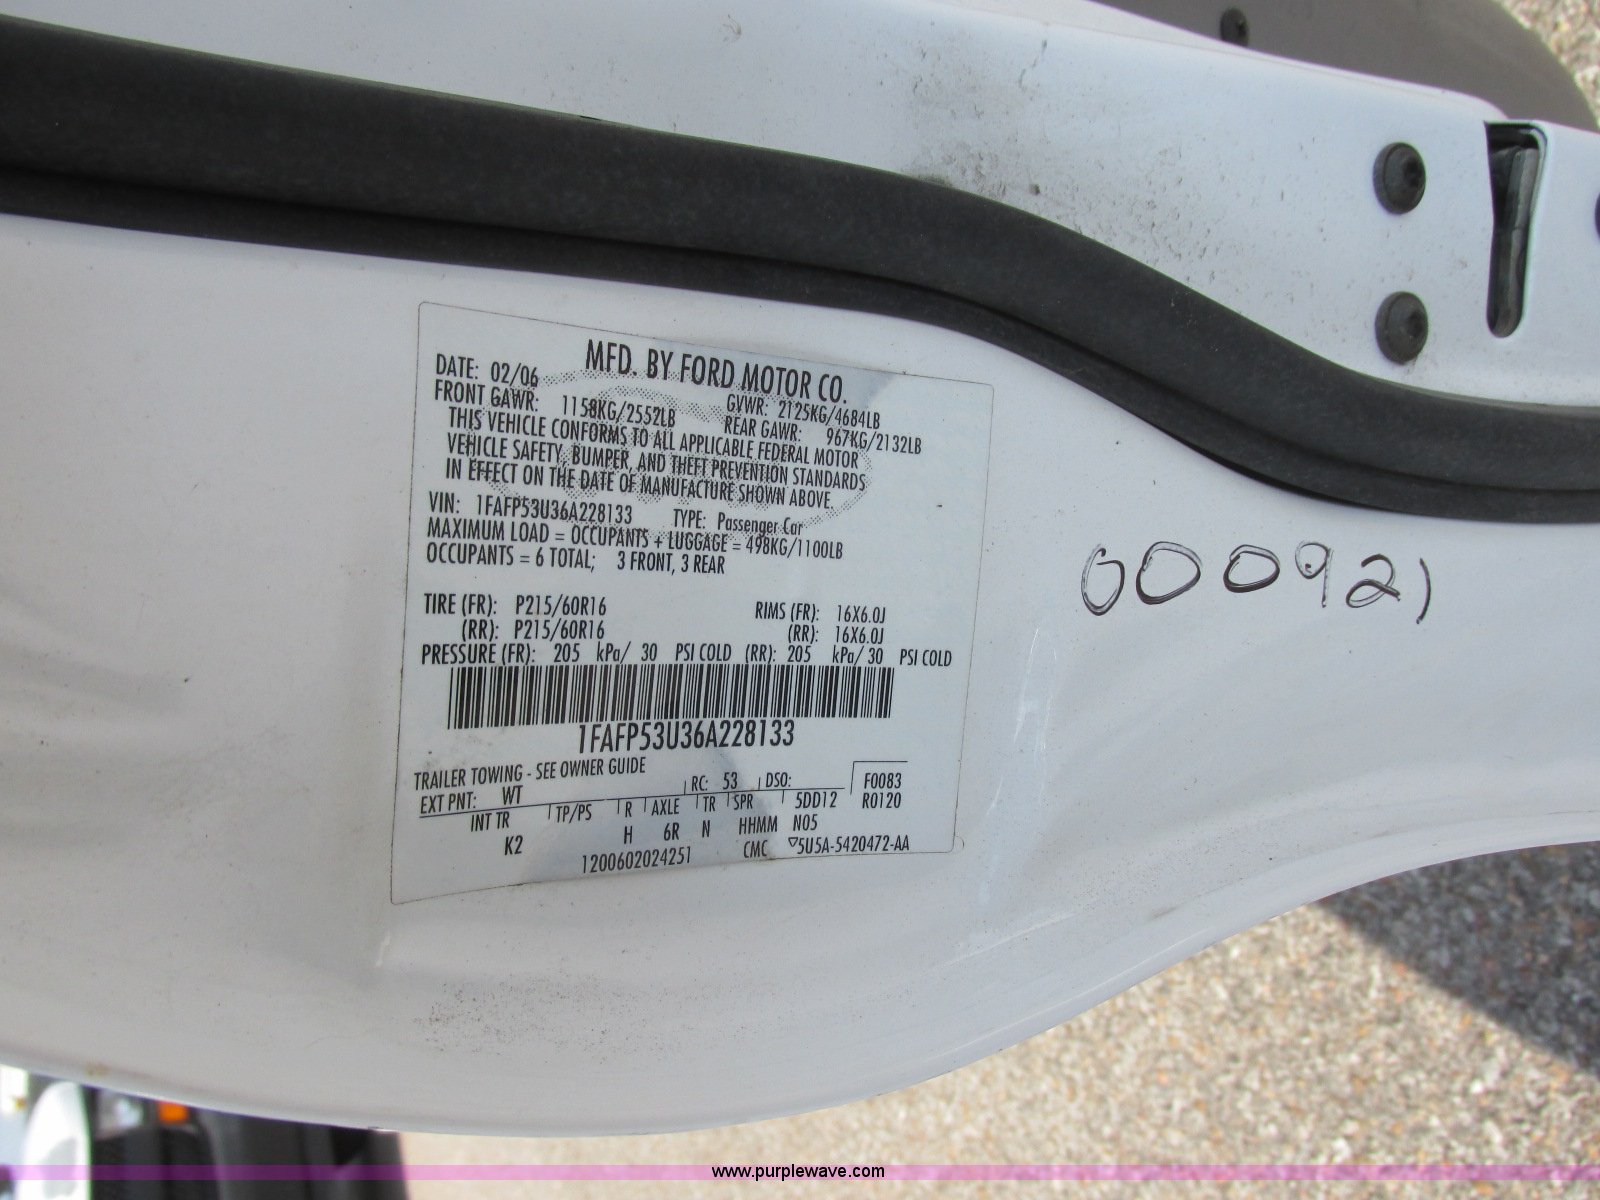 MFD. BY FORD MOTOR CO.
DATE: 02/06 GVWR: 2125KG/4684LB
FRONT GAWR: 1158KG/2552LB REAR GAWR: 967KG/2132LB
THIS VEHICLE CONFORMS TO ALL APPLICABLE FEDERAL MOTOR
VEHICLE SAFETY, BUMPER, AND THEFT PREVENTION STANDARDS
IN EFFECT ON THE DATE OF MANUFACTURE SHOWN ABOVE.
VIN: 1FAFP53U36A228133 TYPE: Passenger Car
MAXIMUM LOAD = OCCUPANTS + LUGGAGE = 498KG/1100LB
OCCUPANTS = 6 TOTAL; 3 FRONT, 3 REAR
000921
TIRE (FR): P215/60R16 RIMS (FR): 16X6.0J
(RR): P215/60R16 (RR): 16X6.0J
PRESSURE (FR): 205 kPa/ 30 PSI COLD (RR): 205 kPa/ 30 PSI COLD
1FAFP53U36A228133
TRAILER TOWING - SEE OWNER GUIDE
EXT PNT: WT RC: 53 DSO: F0083
INT TR TP/PS R AXLE TR SPR 5DD12 R0120
K2 H 6R N HHMM N05
1200602024251 CMC ▽5U5A-5420472-AA
www.purplewave.com